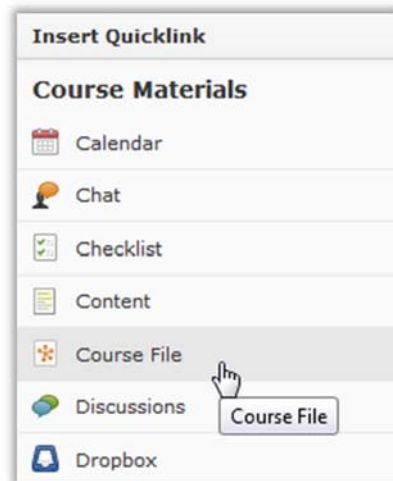 Insert Quicklink
Course Materials
Calendar
Chat
Checklist
Content
Course File
Discussions
Course File
Dropbox